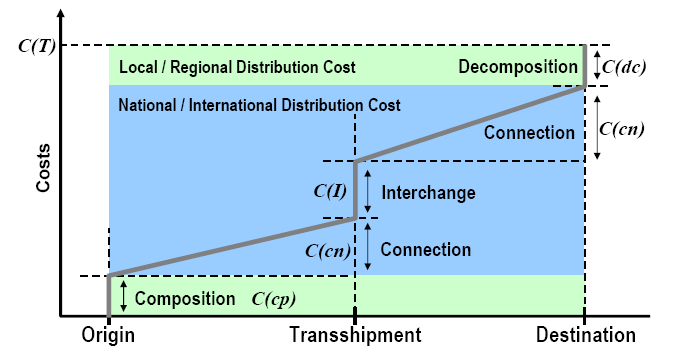 C(T)
Local / Regional Distribution Cost
Decomposition
C(dc)
National / International Distribution Cost
Connection
C(cn)
Costs
C(I)
Interchange
C(cn)
Connection
Composition
C(cp)
Origin
Transshipment
Destination